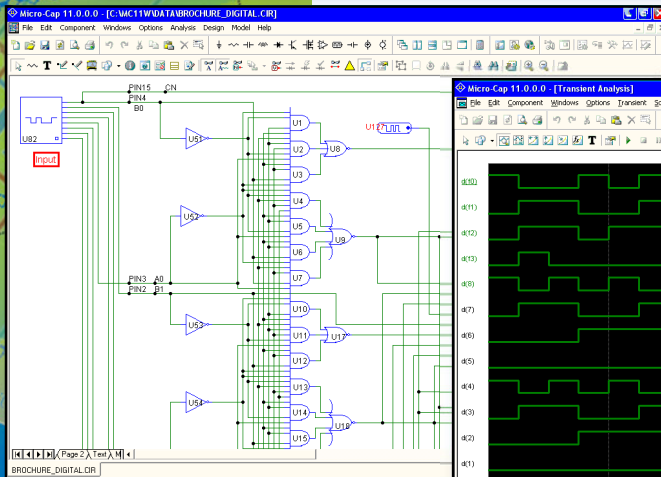 Micro-Cap 11.0.0.0 - [C:\MC11W\DATA\BROCHURE_DIGITAL.CIR]
File Edit Component Windows Options Analysis Design Model Help
PIN15 CN
PIN4
B0
U82
Input
U51
U1
U2
U3
U8
U127
U4
U52
U5
U6
U9
U7
PIN3 A0
PIN2 B1
U10
U53
U11
U17
U12
U13
U54
U14
U18
U15
Page 2 Text M
BROCHURE_DIGITAL.CIR
Micro-Cap 11.0.0.0 - [Transient Analysis]
File Edit Component Windows Options Transient Sc
d(10)
d(11)
d(12)
d(13)
d(8)
d(7)
d(6)
d(5)
d(4)
d(3)
d(2)
d(1)